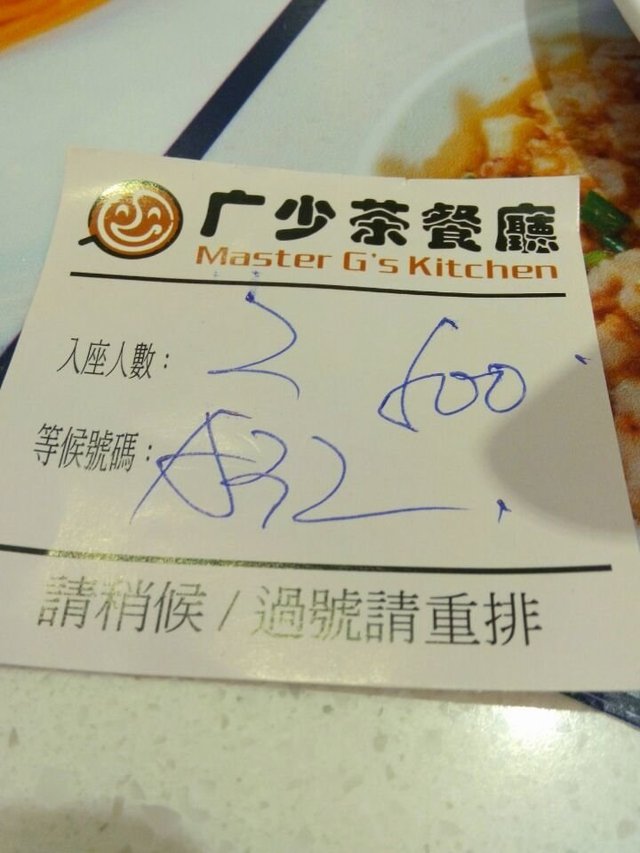 广少茶餐廳
Master G's Kitchen
入座人數: 2
等候號碼: A32
請稍候 / 過號請重排